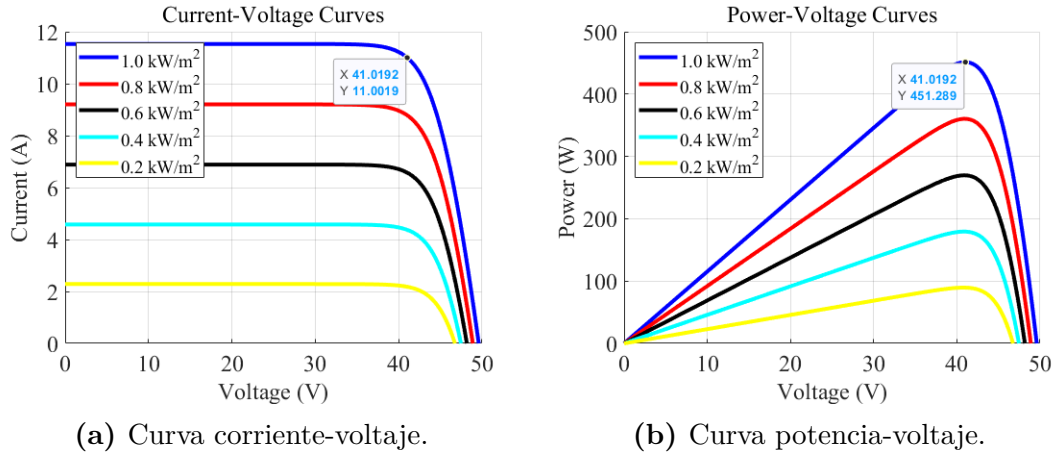 Current-Voltage Curves
12
10
8
6
4
2
0
Current (A)
1.0 kW/m²
0.8 kW/m²
0.6 kW/m²
0.4 kW/m²
0.2 kW/m²
X 41.0192
Y 11.0019
0
10
20
30
40
50
Voltage (V)
(a) Curva corriente-voltaje.
Power-Voltage Curves
500
400
300
200
100
0
Power (W)
1.0 kW/m²
0.8 kW/m²
0.6 kW/m²
0.4 kW/m²
0.2 kW/m²
X 41.0192
Y 451.289
0
10
20
30
40
50
Voltage (V)
(b) Curva potencia-voltaje.